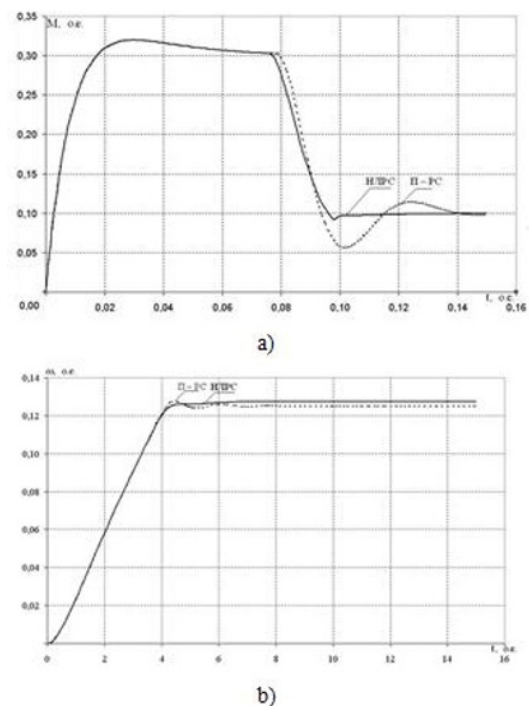 М, о.е.
0,35
0,30
0,25
0,20
0,15
0,10
0,05
0,00
НЛРС
П – РС
0,02 0,04 0,06 0,08 0,10 0,12 0,14 0,16
t, о.е.
a)
ω, о.е.
П – РС НЛРС
0,14
0,12
0,10
0,08
0,06
0,04
0,02
0 2 4 6 8 10 12 14 16
t, о.е.
b)